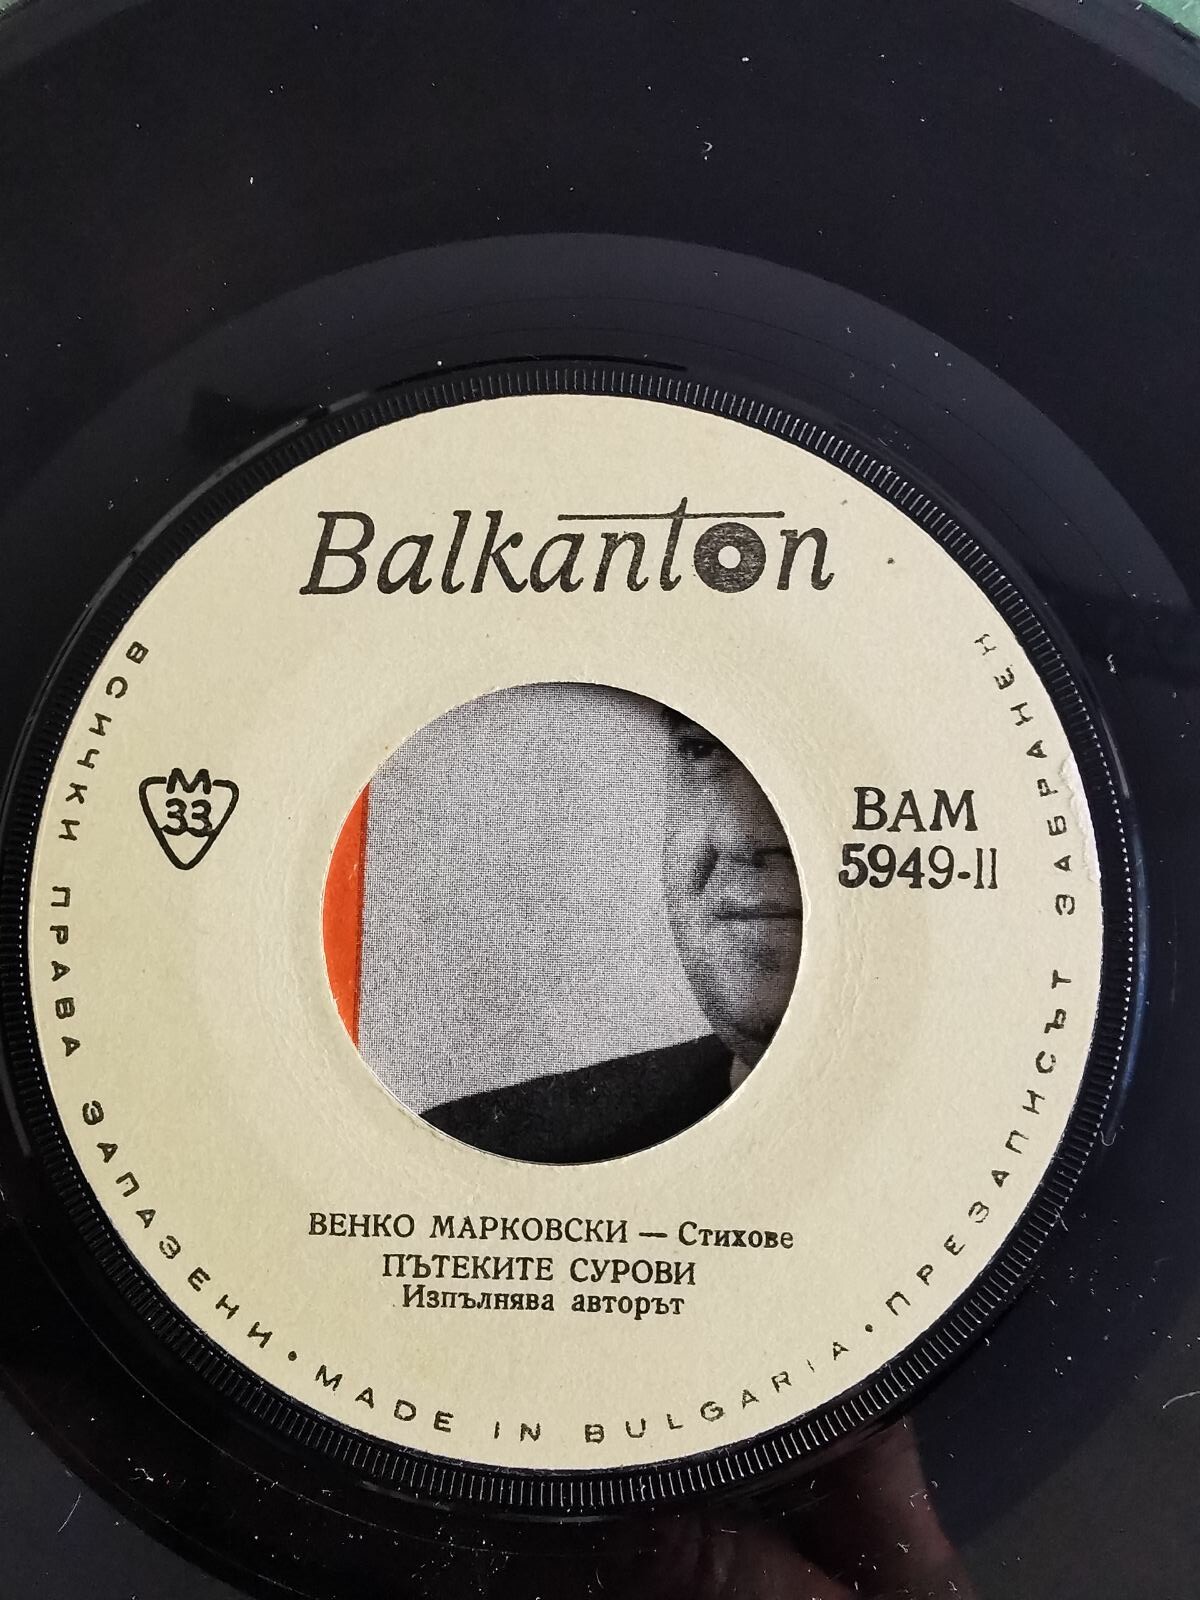 Balkanton
M
33
ВАМ
5949-II
ВЕНКО МАРКОВСКИ — Стихове
ПЪТЕКИТЕ СУРОВИ
Изпълнява авторът
ВСИЧКИ ПРАВА ЗАПАЗЕНИ • MADE IN BULGARIA • ПРЕЗАПИСЪТ ЗАБРАНЕН